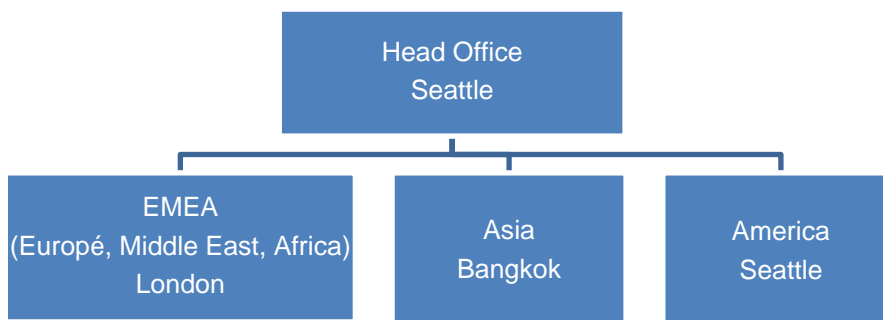 Head Office
Seattle
EMEA
(Europé, Middle East, Africa)
London
Asia
Bangkok
America
Seattle